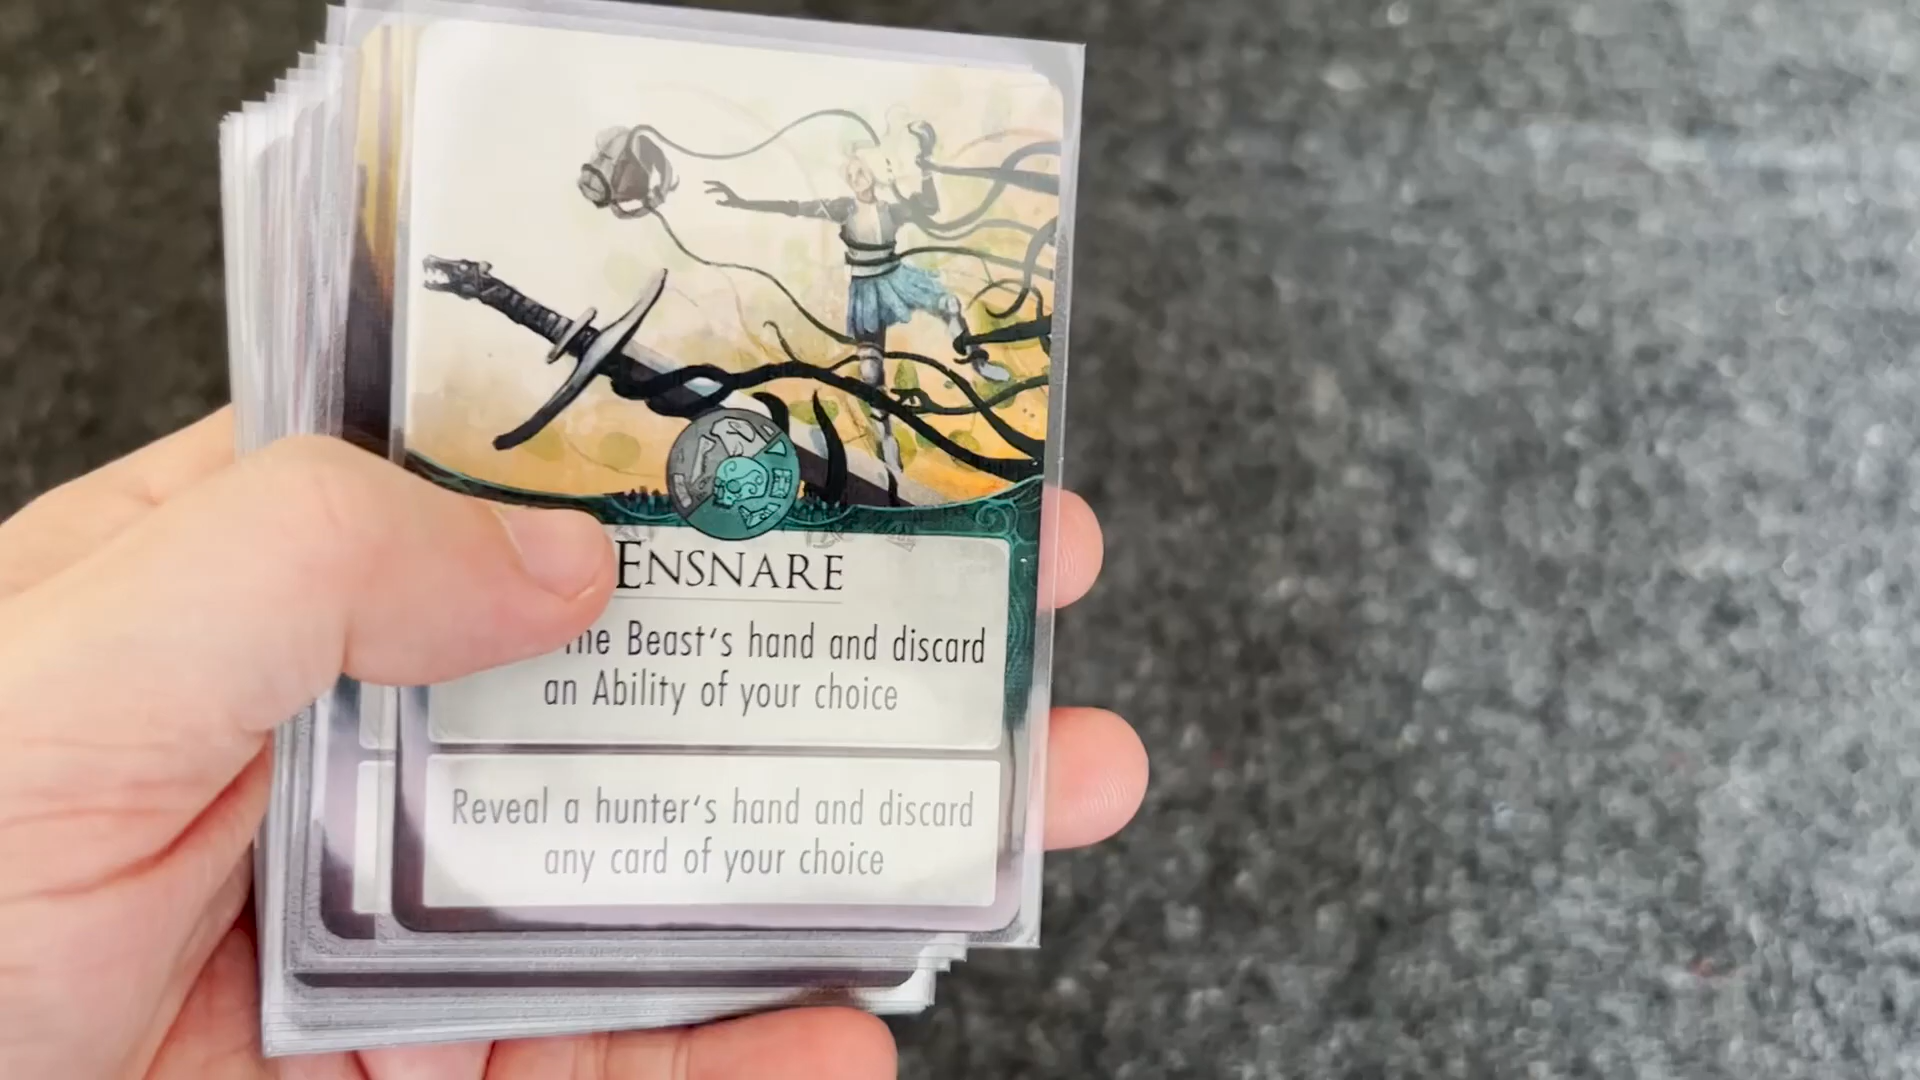 ENSNARE
the Beast's hand and discard
an Ability of your choice
Reveal a hunter's hand and discard
any card of your choice